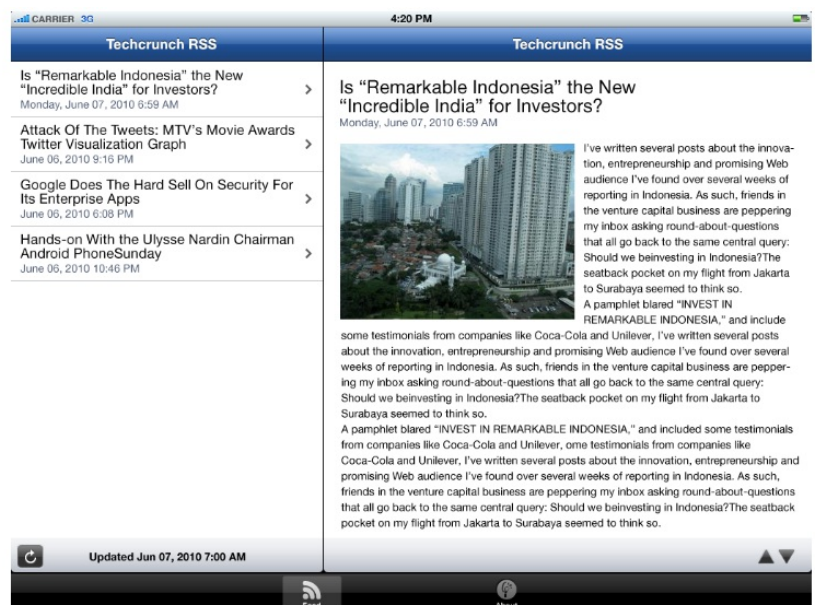 CARRIER 3G
4:20 PM
Techcrunch RSS
Techcrunch RSS
Is “Remarkable Indonesia” the New
“Incredible India” for Investors?
Monday, June 07, 2010 6:59 AM
Attack Of The Tweets: MTV’s Movie Awards
Twitter Visualization Graph
June 06, 2010 9:16 PM
Google Does The Hard Sell On Security For
Its Enterprise Apps
June 06, 2010 6:08 PM
Hands-on With the Ulysse Nardin Chairman
Android PhoneSunday
June 06, 2010 10:46 PM
Updated Jun 07, 2010 7:00 AM
Is “Remarkable Indonesia” the New
“Incredible India” for Investors?
Monday, June 07, 2010 6:59 AM
I’ve written several posts about the innova-
tion, entrepreneurship and promising Web
audience I’ve found over several weeks of
reporting in Indonesia. As such, friends in
the venture capital business are peppering
my inbox asking round-about-questions
that all go back to the same central query:
Should we beinvesting in Indonesia?The
seatback pocket on my flight from Jakarta
to Surabaya seemed to think so.
A pamphlet blared “INVEST IN
REMARKABLE INDONESIA,” and include
some testimonials from companies like Coca-Cola and Unilever, I’ve written several posts
about the innovation, entrepreneurship and promising Web audience I’ve found over several
weeks of reporting in Indonesia. As such, friends in the venture capital business are pepper-
ing my inbox asking round-about-questions that all go back to the same central query:
Should we beinvesting in Indonesia?The seatback pocket on my flight from Jakarta to
Surabaya seemed to think so.
A pamphlet blared “INVEST IN REMARKABLE INDONESIA,” and included some testimonials
from companies like Coca-Cola and Unilever, ome testimonials from companies like
Coca-Cola and Unilever, I’ve written several posts about the innovation, entrepreneurship and
promising Web audience I’ve found over several weeks of reporting in Indonesia. As such,
friends in the venture capital business are peppering my inbox asking round-about-questions
that all go back to the same central query: Should we beinvesting in Indonesia?The seatback
pocket on my flight from Jakarta to Surabaya seemed to think so.
Feed
About